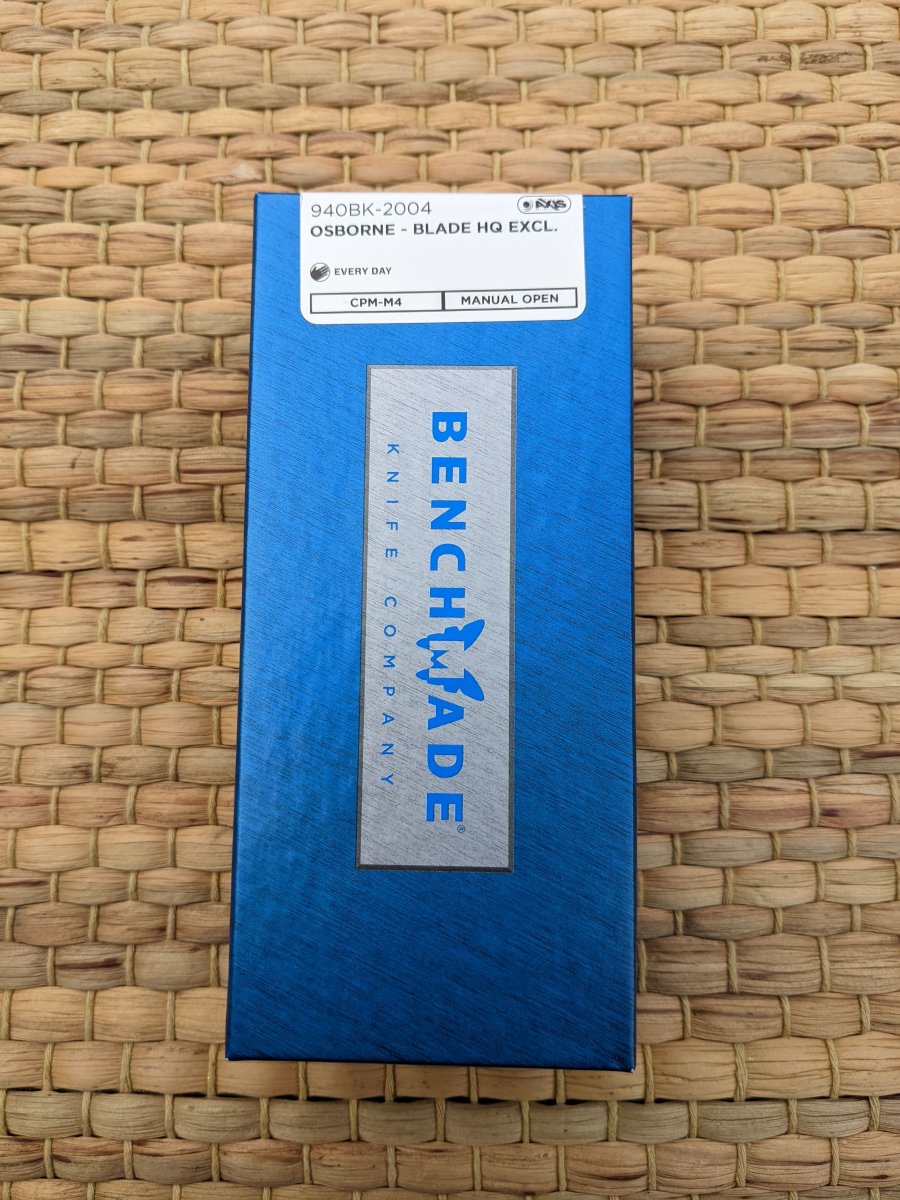 940BK-2004
AXIS
OSBORNE - BLADE HQ EXCL.
EVERY DAY
CPM-M4
MANUAL OPEN
BENCHMADE®
KNIFE COMPANY